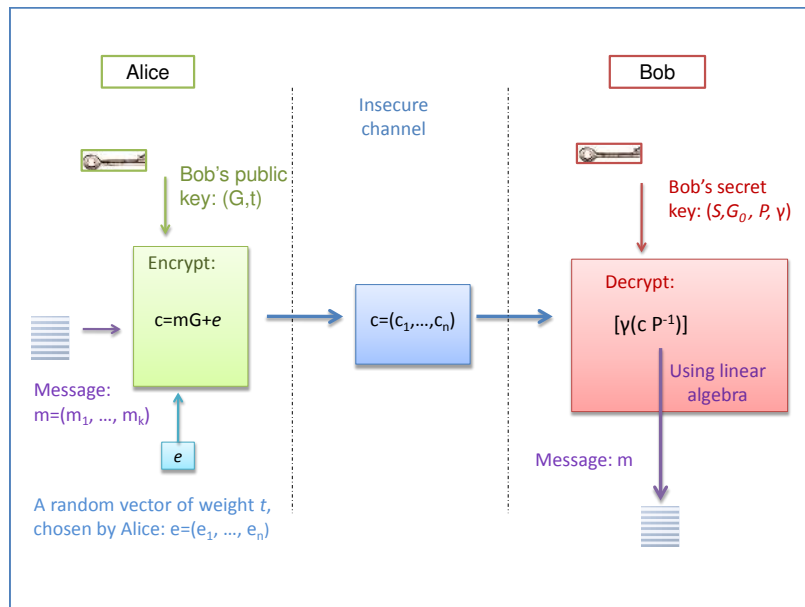 Alice
Bob
Insecure
channel
Bob's public
key: (G,t)
Bob's secret
key: (S,G₀ , P, γ)
Encrypt:
c=mG+e
c=(c₁,…,cₙ)
Decrypt:
[γ(c P⁻¹)]
Using linear
algebra
Message:
m=(m₁, …, mₖ)
e
Message: m
A random vector of weight t,
chosen by Alice: e=(e₁, …, eₙ)